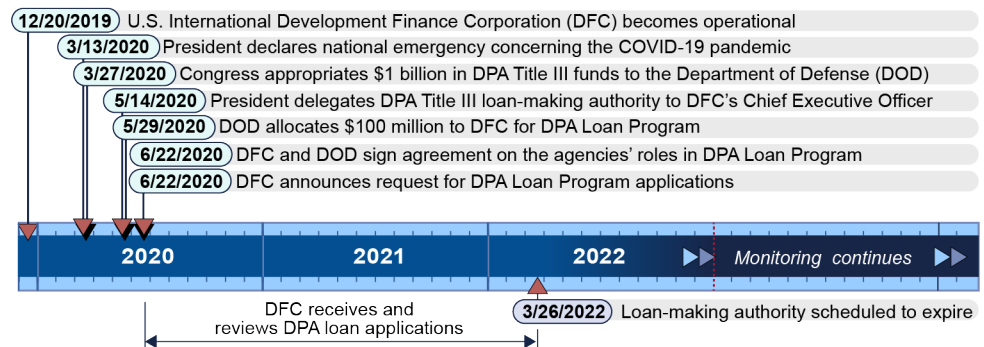 12/20/2019 U.S. International Development Finance Corporation (DFC) becomes operational
3/13/2020 President declares national emergency concerning the COVID-19 pandemic
3/27/2020 Congress appropriates $1 billion in DPA Title III funds to the Department of Defense (DOD)
5/14/2020 President delegates DPA Title III loan-making authority to DFC's Chief Executive Officer
5/29/2020 DOD allocates $100 million to DFC for DPA Loan Program
6/22/2020 DFC and DOD sign agreement on the agencies' roles in DPA Loan Program
6/22/2020 DFC announces request for DPA Loan Program applications
2020 2021 2022 Monitoring continues
3/26/2022 Loan-making authority scheduled to expire
DFC receives and
reviews DPA loan applications